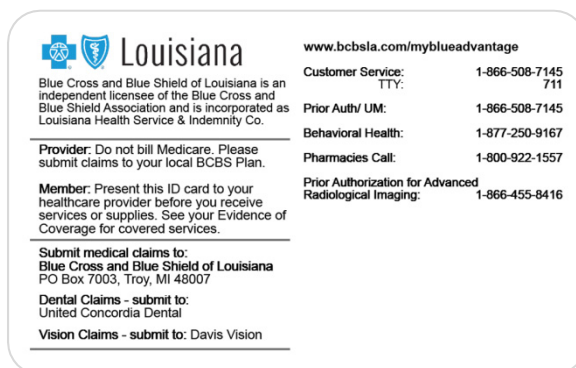 Louisiana
Blue Cross and Blue Shield of Louisiana is an
independent licensee of the Blue Cross and
Blue Shield Association and is incorporated as
Louisiana Health Service & Indemnity Co.
Provider: Do not bill Medicare. Please
submit claims to your local BCBS Plan.
Member: Present this ID card to your
healthcare provider before you receive
services or supplies. See your Evidence of
Coverage for covered services.
Submit medical claims to:
Blue Cross and Blue Shield of Louisiana
PO Box 7003, Troy, MI 48007
Dental Claims - submit to:
United Concordia Dental
Vision Claims - submit to: Davis Vision
www.bcbsla.com/myblueadvantage
Customer Service: 1-866-508-7145
TTY: 711
Prior Auth/ UM: 1-866-508-7145
Behavioral Health: 1-877-250-9167
Pharmacies Call: 1-800-922-1557
Prior Authorization for Advanced
Radiological Imaging: 1-866-455-8416